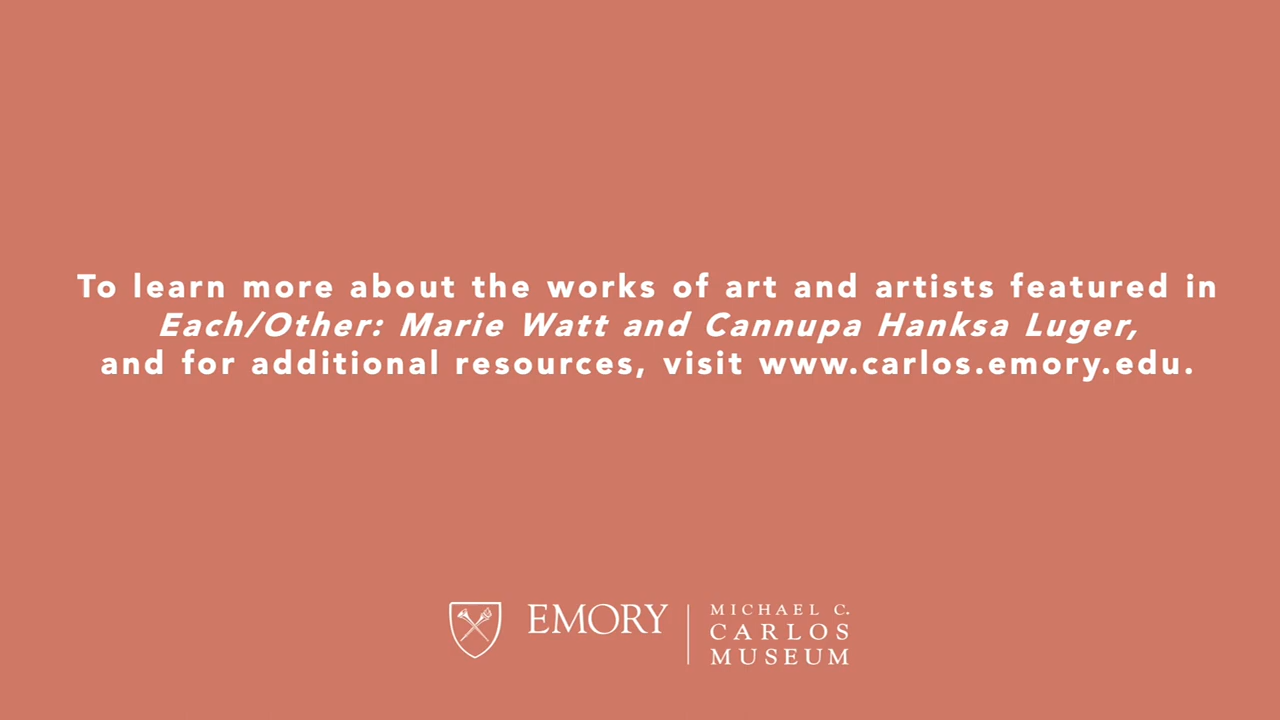 To learn more about the works of art and artists featured in
Each/Other: Marie Watt and Cannupa Hanksa Luger,
and for additional resources, visit www.carlos.emory.edu.
EMORY
MICHAEL C.
CARLOS
MUSEUM